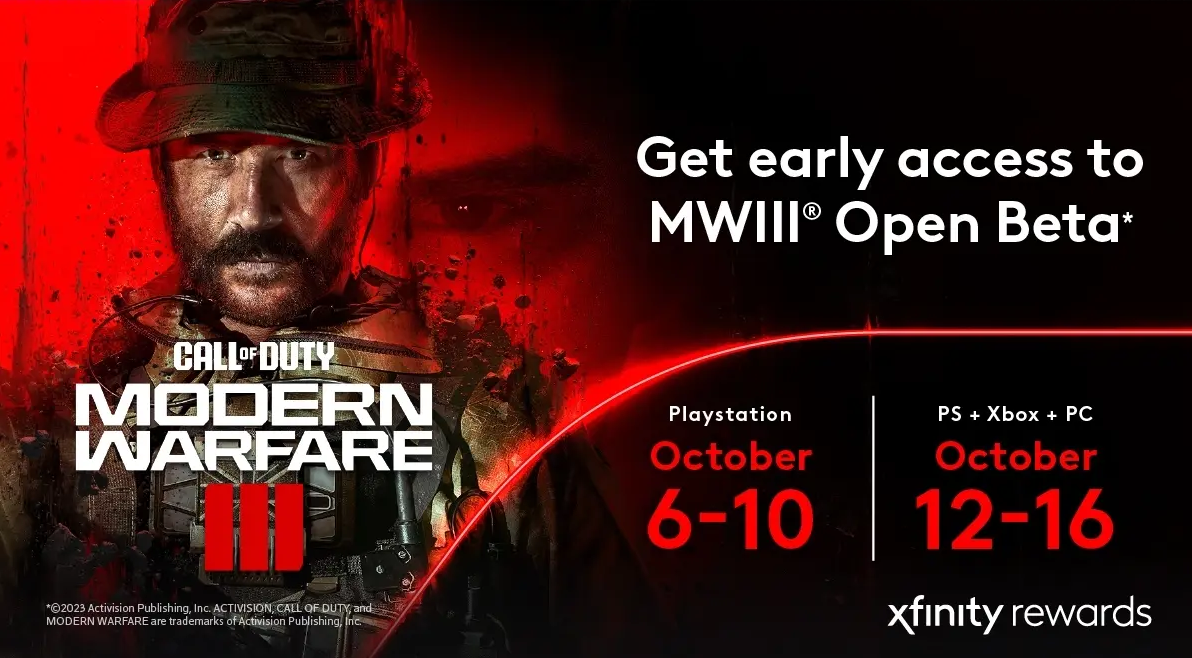 Get early access to
MWIII® Open Beta*
CALL OF DUTY
MODERN
WARFARE
III
Playstation
October
6-10
PS + Xbox + PC
October
12-16
*©2023 Activision Publishing, Inc. ACTIVISION, CALL OF DUTY, and
MODERN WARFARE are trademarks of Activision Publishing, Inc.
xfinity rewards